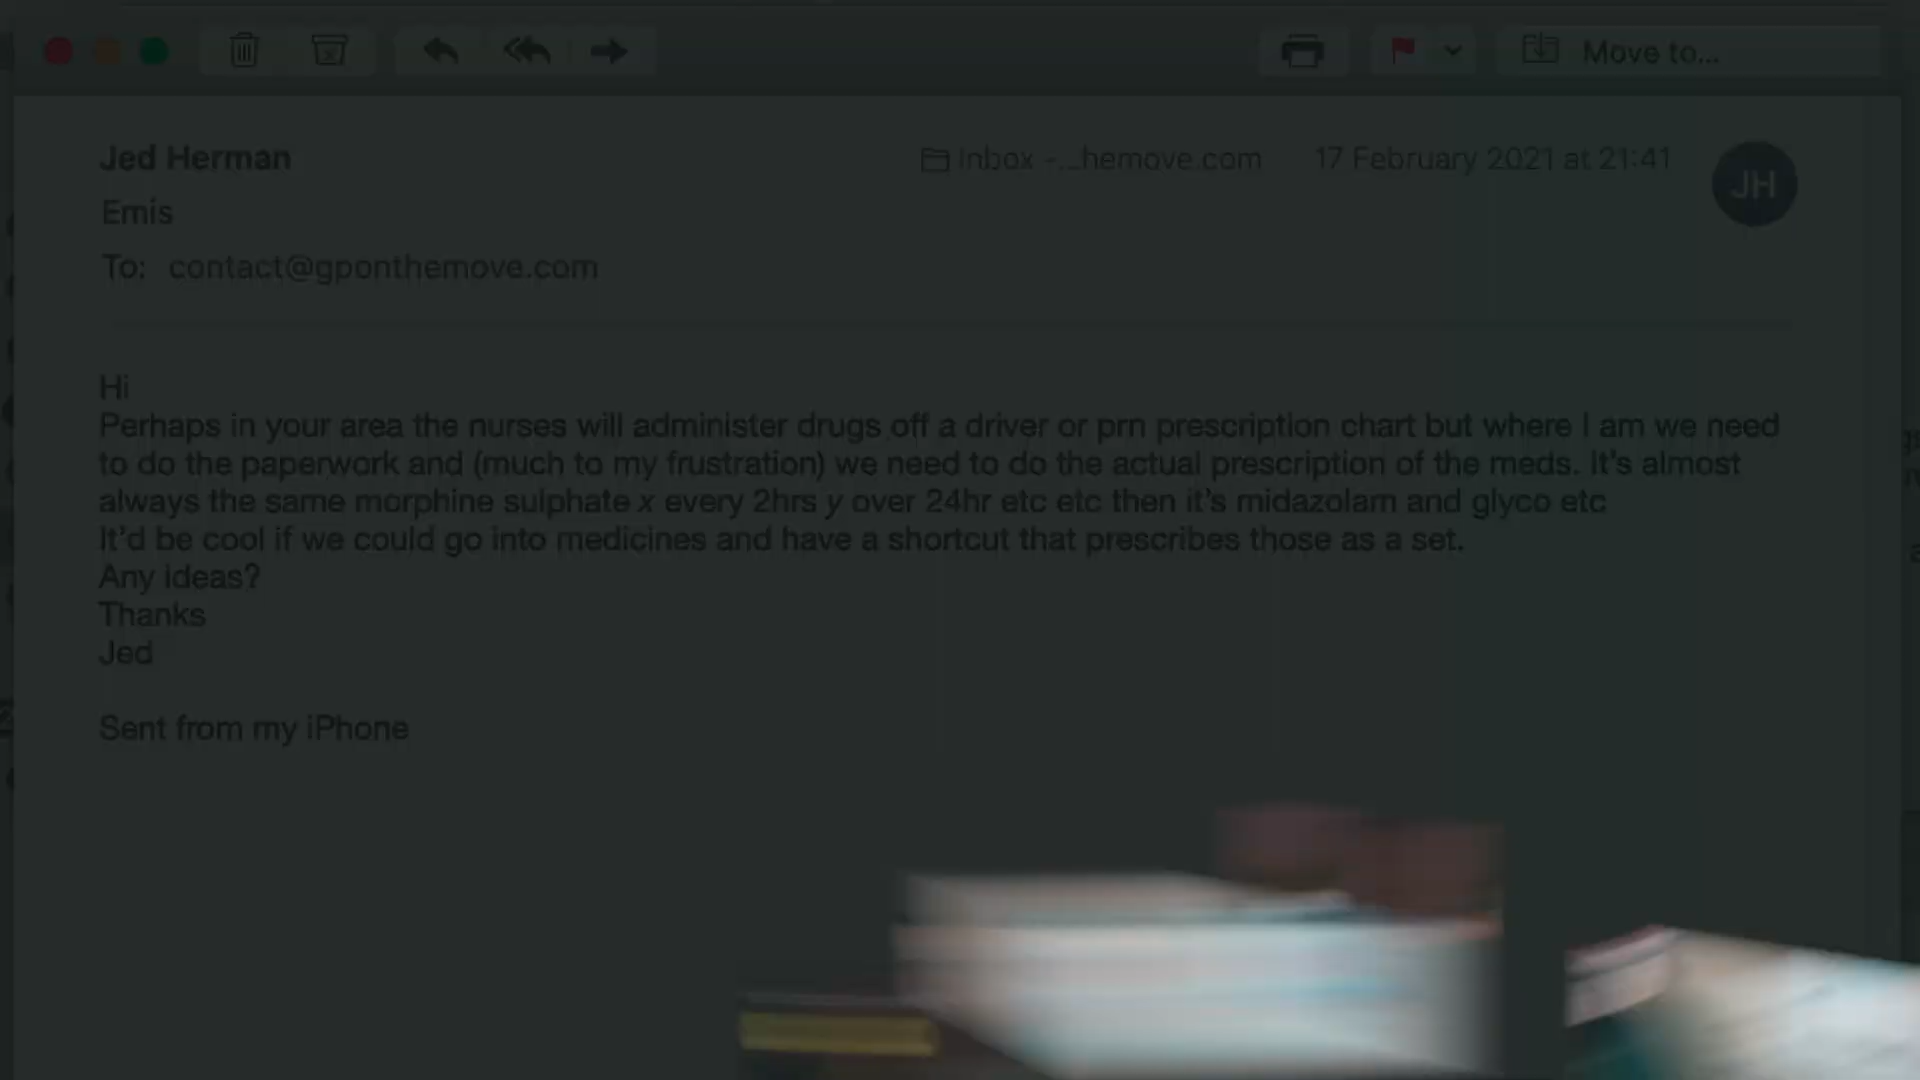 Move to...
Jed Herman
Inbox - ...hemove.com
17 February 2021 at 21:41
JH
Emis
To: contact@gponthemove.com
Hi
Perhaps in your area the nurses will administer drugs off a driver or prn prescription chart but where I am we need
to do the paperwork and (much to my frustration) we need to do the actual prescription of the meds. It's almost
always the same morphine sulphate x every 2hrs y over 24hr etc etc then it's midazolam and glyco etc
It'd be cool if we could go into medicines and have a shortcut that prescribes those as a set.
Any ideas?
Thanks
Jed
Sent from my iPhone